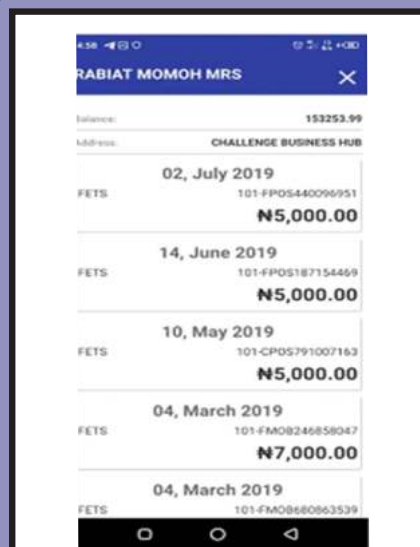 4:58
RABIAT MOMOH MRS ×
Balance: 153253.99
Address: CHALLENGE BUSINESS HUB
02, July 2019
FETS 101-FPOS440096951
₦5,000.00
14, June 2019
FETS 101-FPOS187154469
₦5,000.00
10, May 2019
FETS 101-CPOS791007163
₦5,000.00
04, March 2019
FETS 101-FMOB246858047
₦7,000.00
04, March 2019
FETS 101-FMOB680863539